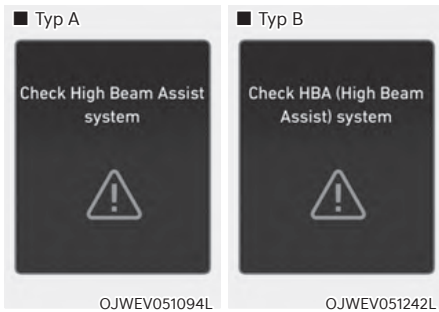 ■ Typ A
Check High Beam Assist
system
OJWEV051094L
■ Typ B
Check HBA (High Beam
Assist) system
OJWEV051242L